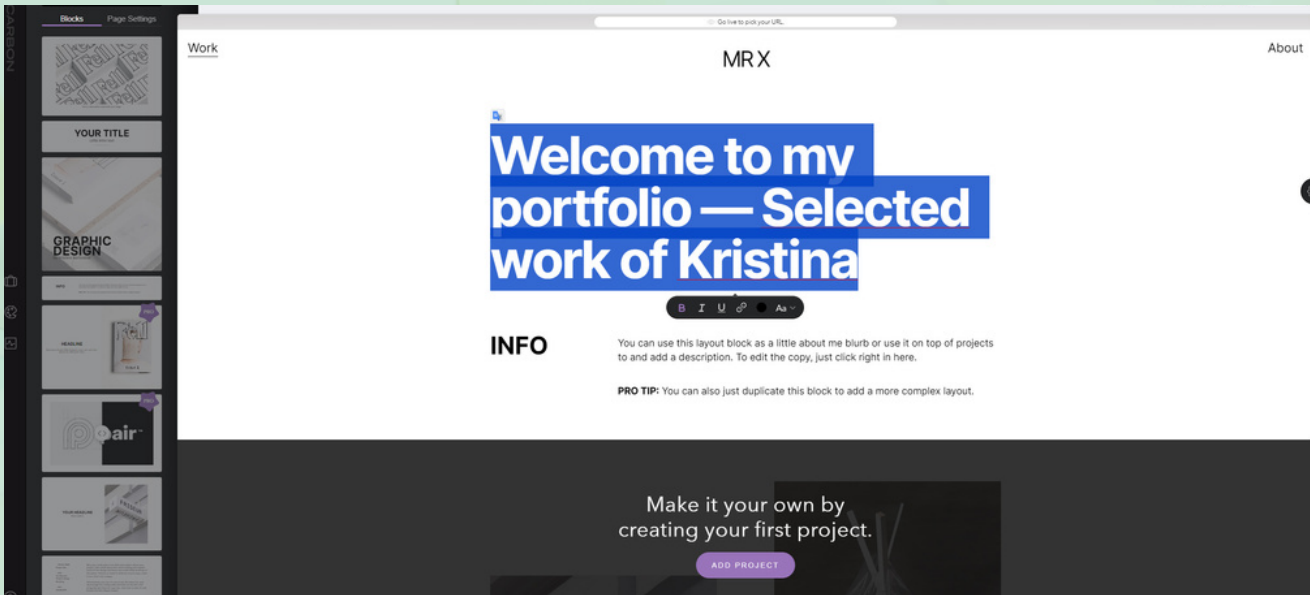 CARBON
Blocks Page Settings
Go live to pick your URL.
Work
MR X
About
YOUR TITLE
Welcome to my
portfolio — Selected
work of Kristina
GRAPHIC
DESIGN
B I U Aa
INFO
INFO
You can use this layout block as a little about me blurb or use it on top of projects
to and add a description. To edit the copy, just click right in here.
PRO TIP: You can also just duplicate this block to add a more complex layout.
PRO
HEADLINE
PRO
pair
YOUR HEADLINE
Make it your own by
creating your first project.
ADD PROJECT